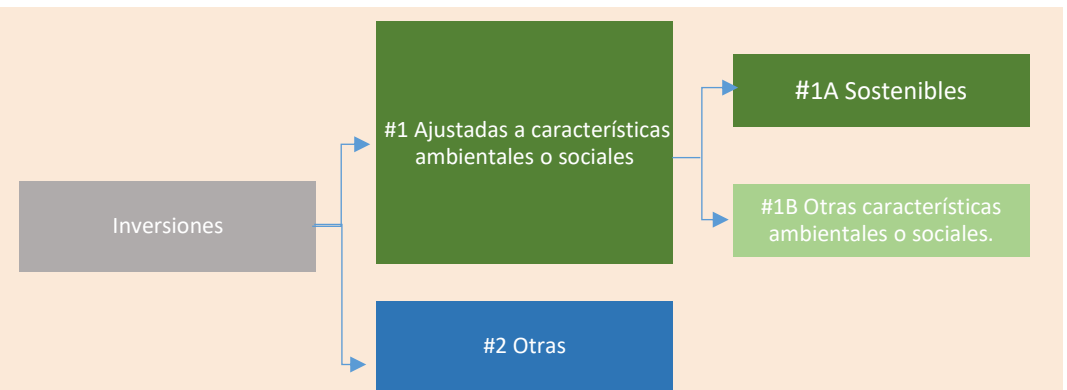 Inversiones
#1 Ajustadas a características
ambientales o sociales
#2 Otras
#1A Sostenibles
#1B Otras características
ambientales o sociales.